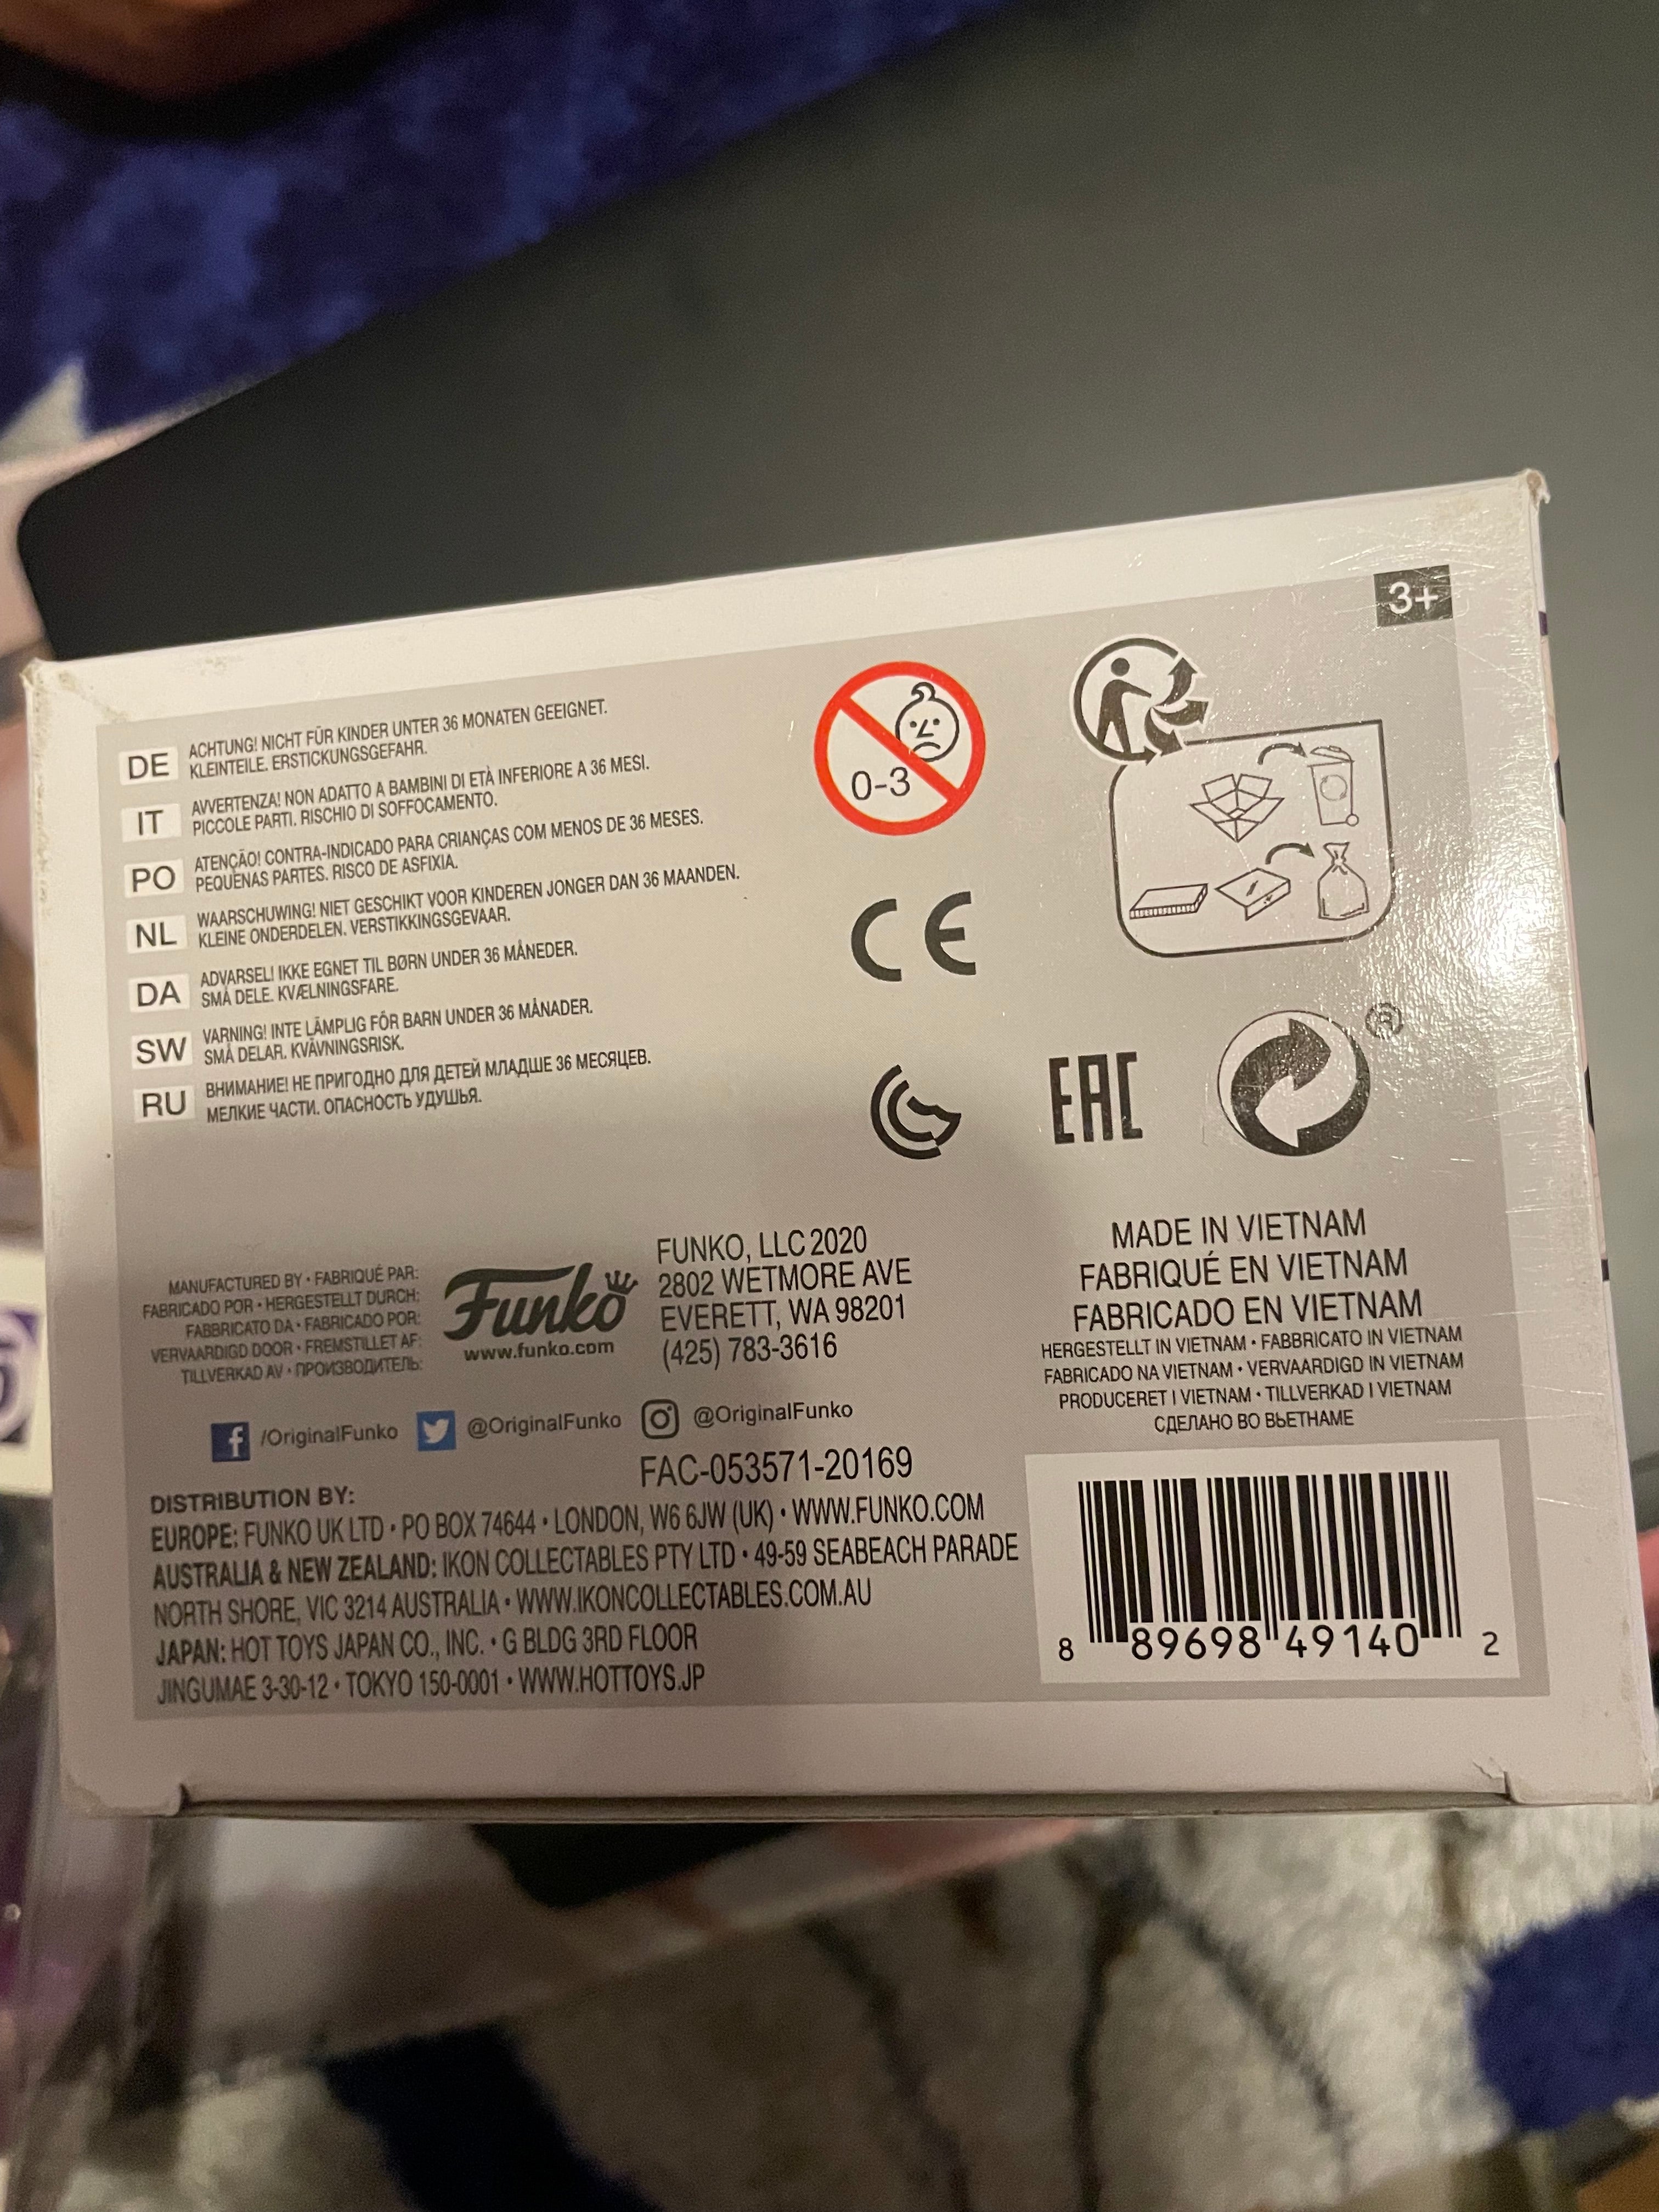 3+
DE
ACHTUNG! NICHT FÜR KINDER UNTER 36 MONATEN GEEIGNET.
KLEINTEILE. ERSTICKUNGSGEFAHR.
IT
AVVERTENZA! NON ADATTO A BAMBINI DI ETÀ INFERIORE A 36 MESI.
PICCOLE PARTI. RISCHIO DI SOFFOCAMENTO.
PO
ATENÇÃO! CONTRA-INDICADO PARA CRIANÇAS COM MENOS DE 36 MESES.
PEQUENAS PARTES. RISCO DE ASFIXIA.
NL
WAARSCHUWING! NIET GESCHIKT VOOR KINDEREN JONGER DAN 36 MAANDEN.
KLEINE ONDERDELEN. VERSTIKKINGSGEVAAR.
DA
ADVARSEL! IKKE EGNET TIL BØRN UNDER 36 MÅNEDER.
SMÅ DELE. KVÆLNINGSFARE.
SW
VARNING! INTE LÄMPLIG FÖR BARN UNDER 36 MÅNADER.
SMÅ DELAR. KVÄVNINGSRISK.
RU
ВНИМАНИЕ! НЕ ПРИГОДНО ДЛЯ ДЕТЕЙ МЛАДШЕ 36 МЕСЯЦЕВ.
МЕЛКИЕ ЧАСТИ. ОПАСНОСТЬ УДУШЬЯ.
0-3
CE
EAC
®
MANUFACTURED BY • FABRIQUÉ PAR:
FABRICADO POR • HERGESTELLT DURCH:
FABBRICATO DA • FABRICADO POR:
VERVAARDIGD DOOR • FREMSTILLET AF:
TILLVERKAD AV • ПРОИЗВОДИТЕЛЬ:
Funko
www.funko.com
FUNKO, LLC 2020
2802 WETMORE AVE
EVERETT, WA 98201
(425) 783-3616
MADE IN VIETNAM
FABRIQUÉ EN VIETNAM
FABRICADO EN VIETNAM
HERGESTELLT IN VIETNAM • FABBRICATO IN VIETNAM
FABRICADO NA VIETNAM • VERVAARDIGD IN VIETNAM
PRODUCERET I VIETNAM • TILLVERKAD I VIETNAM
СДЕЛАНО ВО ВЬЕТНАМЕ
/OriginalFunko @OriginalFunko @OriginalFunko
FAC-053571-20169
DISTRIBUTION BY:
EUROPE: FUNKO UK LTD • PO BOX 74644 • LONDON, W6 6JW (UK) • WWW.FUNKO.COM
AUSTRALIA & NEW ZEALAND: IKON COLLECTABLES PTY LTD • 49-59 SEABEACH PARADE
NORTH SHORE, VIC 3214 AUSTRALIA • WWW.IKONCOLLECTABLES.COM.AU
JAPAN: HOT TOYS JAPAN CO., INC. • G BLDG 3RD FLOOR
JINGUMAE 3-30-12 • TOKYO 150-0001 • WWW.HOTTOYS.JP
8 89698 49140 2